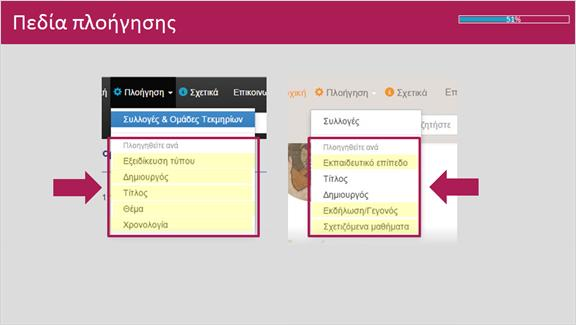 Πεδία πλοήγησης
51%
Πλοήγηση
Σχετικά
Επικοινω
Συλλογές & Ομάδες Τεκμηρίων
Πλοηγηθείτε ανά
Εξειδίκευση τύπου
Δημιουργός
Τίτλος
Θέμα
Χρονολογία
χική
Πλοήγηση
Σχετικά
Επ
Συλλογές
ζητήστε
Πλοηγηθείτε ανά
Εκπαιδευτικό επίπεδο
Τίτλος
Δημιουργός
Εκδήλωση/Γεγονός
Σχετιζόμενα μαθήματα